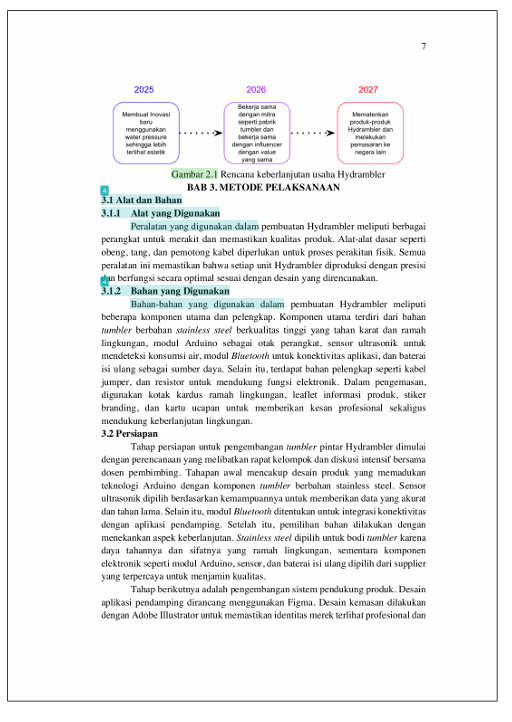 7
2025
2026
2027
Membuat Inovasi
baru
menggunakan
water pressure
sehingga lebih
terlihat estetik
Bekerja sama
dengan mitra
seperti pabrik
tumbler dan
bekerja sama
dengan influencer
dengan value
yang sama
Mematenkan
produk-produk
Hydrambler dan
melakukan
pemasaran ke
negara lain
Gambar 2.1 Rencana keberlanjutan usaha Hydrambler
BAB 3. METODE PELAKSANAAN
4
3.1 Alat dan Bahan
3.1.1 Alat yang Digunakan
Peralatan yang digunakan dalam pembuatan Hydrambler meliputi berbagai
perangkat untuk merakit dan memastikan kualitas produk. Alat-alat dasar seperti
obeng, tang, dan pemotong kabel diperlukan untuk proses perakitan fisik. Semua
peralatan ini memastikan bahwa setiap unit Hydrambler diproduksi dengan presisi
dan berfungsi secara optimal sesuai dengan desain yang direncanakan.
3.1.2 Bahan yang Digunakan
Bahan-bahan yang digunakan dalam pembuatan Hydrambler meliputi
beberapa komponen utama dan pelengkap. Komponen utama terdiri dari bahan
tumbler berbahan stainless steel berkualitas tinggi yang tahan karat dan ramah
lingkungan, modul Arduino sebagai otak perangkat, sensor ultrasonik untuk
mendeteksi konsumsi air, modul Bluetooth untuk konektivitas aplikasi, dan baterai
isi ulang sebagai sumber daya. Selain itu, terdapat bahan pelengkap seperti kabel
jumper, dan resistor untuk mendukung fungsi elektronik. Dalam pengemasan,
digunakan kotak kardus ramah lingkungan, leaflet informasi produk, stiker
branding, dan kartu ucapan untuk memberikan kesan profesional sekaligus
mendukung keberlanjutan lingkungan.
3.2 Persiapan
Tahap persiapan untuk pengembangan tumbler pintar Hydrambler dimulai
dengan perencanaan yang melibatkan rapat kelompok dan diskusi intensif bersama
dosen pembimbing. Tahapan awal mencakup desain produk yang memadukan
teknologi Arduino dengan komponen tumbler berbahan stainless steel. Sensor
ultrasonik dipilih berdasarkan kemampuannya untuk memberikan data yang akurat
dan tahan lama. Selain itu, modul Bluetooth ditentukan untuk integrasi konektivitas
dengan aplikasi pendamping. Setelah itu, pemilihan bahan dilakukan dengan
menekankan aspek keberlanjutan. Stainless steel dipilih untuk bodi tumbler karena
daya tahannya dan sifatnya yang ramah lingkungan, sementara komponen
elektronik seperti modul Arduino, sensor, dan baterai isi ulang dipilih dari supplier
yang terpercaya untuk menjamin kualitas.
Tahap berikutnya adalah pengembangan sistem pendukung produk. Desain
aplikasi pendamping dirancang menggunakan Figma. Desain kemasan dilakukan
dengan Adobe Illustrator untuk memastikan identitas merek terlihat profesional dan